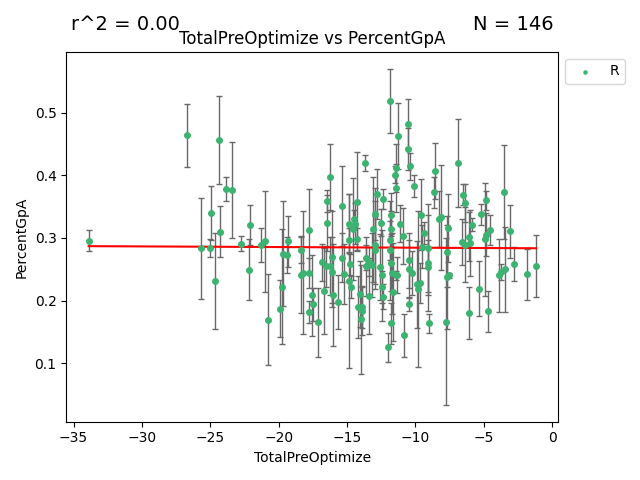 r^2 = 0.00
N = 146
TotalPreOptimize vs PercentGpA
R
0.5
0.4
0.3
0.2
0.1
PercentGpA
−35 −30 −25 −20 −15 −10 −5 0
TotalPreOptimize